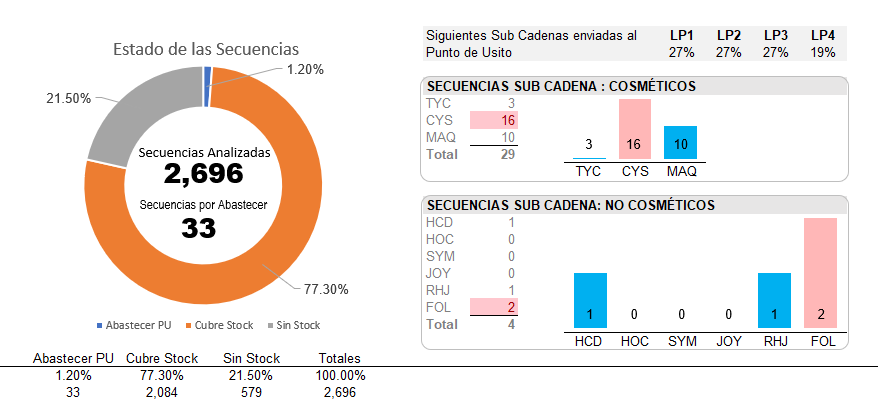 Estado de las Secuencias
1.20%
21.50%
Secuencias Analizadas
2,696
Secuencias por Abastecer
33
77.30%
Abastecer PU Cubre Stock Sin Stock
Abastecer PU Cubre Stock Sin Stock Totales
1.20% 77.30% 21.50% 100.00%
33 2,084 579 2,696
Siguientes Sub Cadenas enviadas al LP1 LP2 LP3 LP4
Punto de Usito 27% 27% 27% 19%
SECUENCIAS SUB CADENA : COSMÉTICOS
TYC 3
CYS 16
MAQ 10
Total 29
3 16 10
TYC CYS MAQ
SECUENCIAS SUB CADENA: NO COSMÉTICOS
HCD 1
HOC 0
SYM 0
JOY 0
RHJ 1
FOL 2
Total 4
1 0 0 0 1 2
HCD HOC SYM JOY RHJ FOL